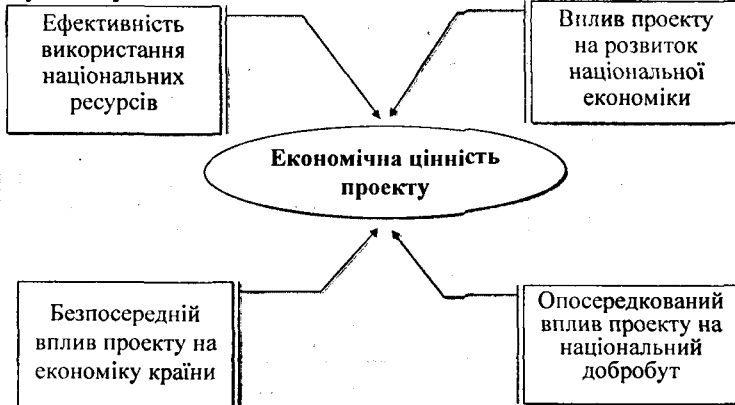 Ефективність
використання
національних
ресурсів
Вплив проекту
на розвиток
національної
економіки
Економічна цінність
проекту
Безпосередній
вплив проекту на
економіку країни
Опосередкований
вплив проекту на
національний
добробут